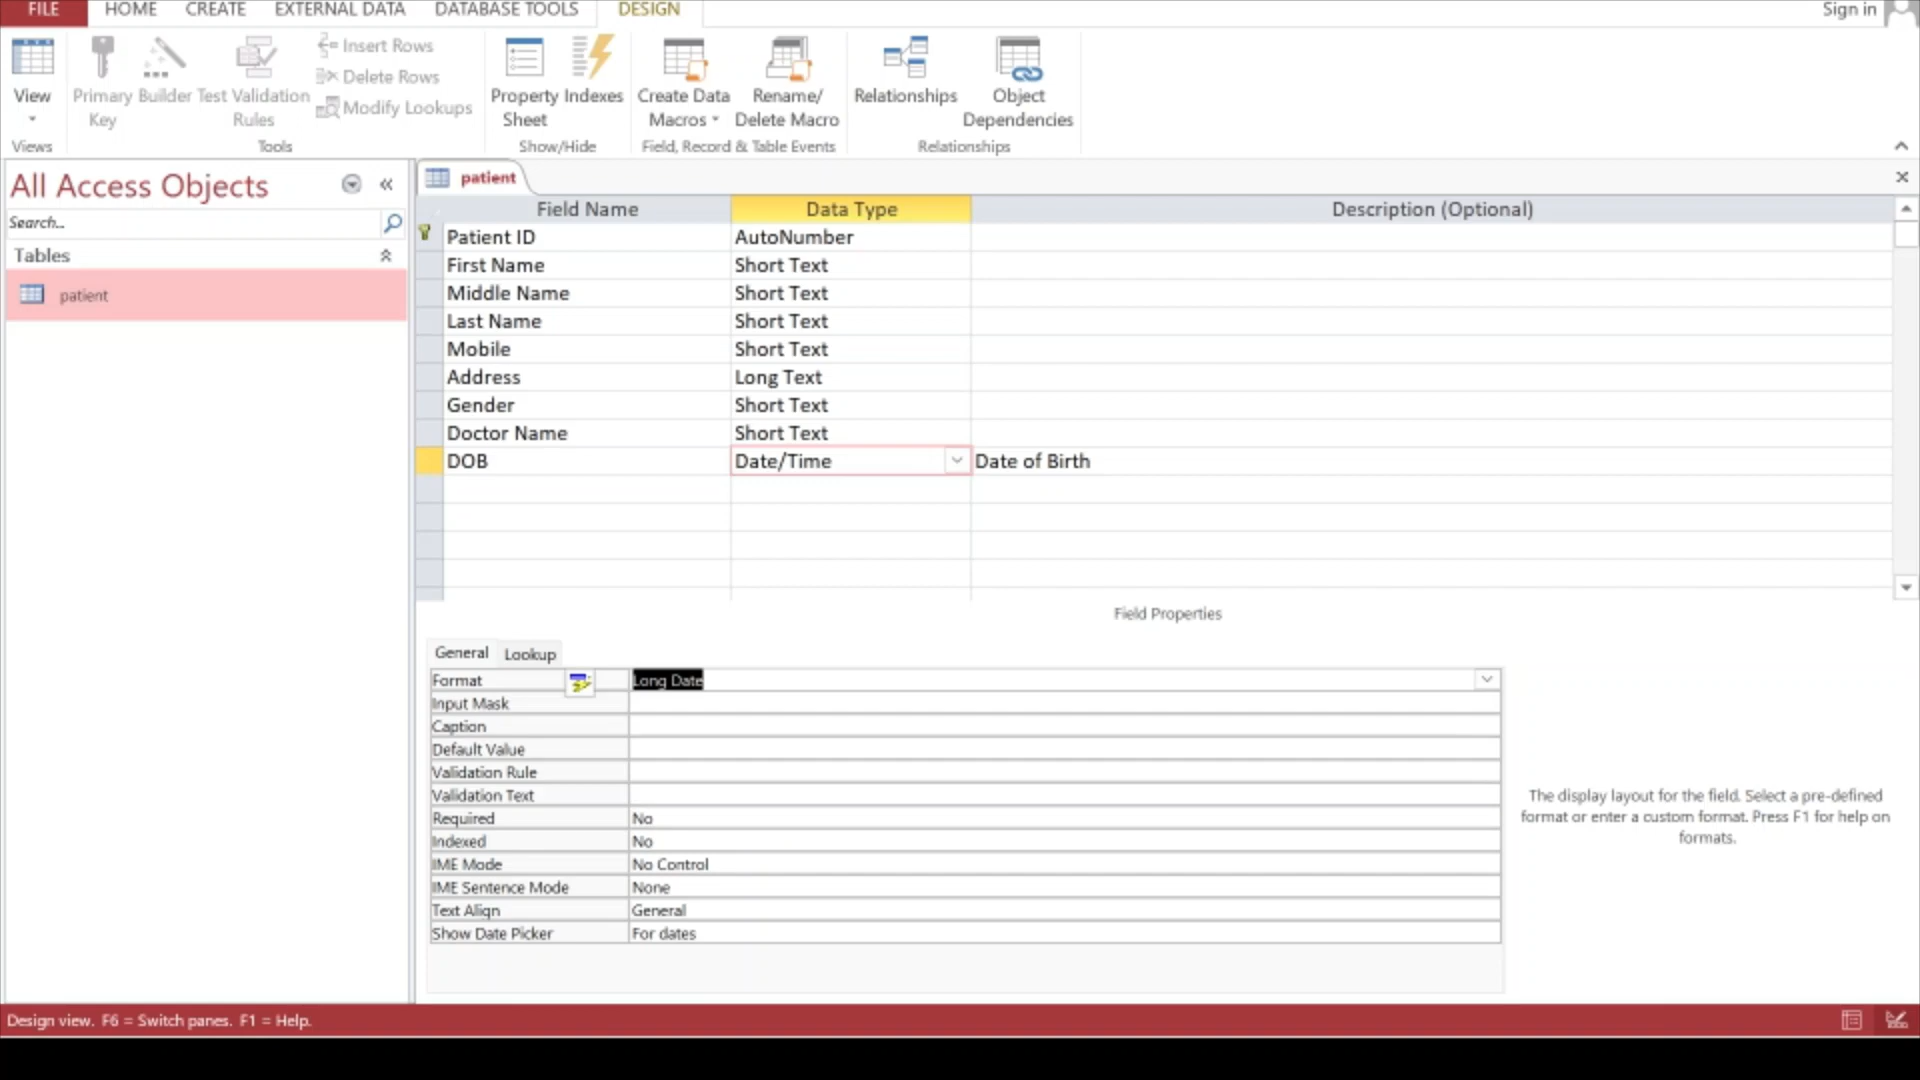 FILE HOME CREATE EXTERNAL DATA DATABASE TOOLS DESIGN Sign in
View
Views
Primary Key
Builder
Test Validation Rules
Insert Rows
Delete Rows
Modify Lookups
Tools
Property Sheet
Indexes
Show/Hide
Create Data Macros
Rename/ Delete Macro
Field, Record & Table Events
Relationships
Object Dependencies
Relationships
All Access Objects
Search...
Tables
patient
patient
Field Name Data Type Description (Optional)
Patient ID AutoNumber
First Name Short Text
Middle Name Short Text
Last Name Short Text
Mobile Short Text
Address Long Text
Gender Short Text
Doctor Name Short Text
DOB Date/Time Date of Birth
Field Properties
General Lookup
Format Long Date
Input Mask
Caption
Default Value
Validation Rule
Validation Text
Required No
Indexed No
IME Mode No Control
IME Sentence Mode None
Text Align General
Show Date Picker For dates
The display layout for the field. Select a pre-defined
format or enter a custom format. Press F1 for help on
formats.
Design view. F6 = Switch panes. F1 = Help.